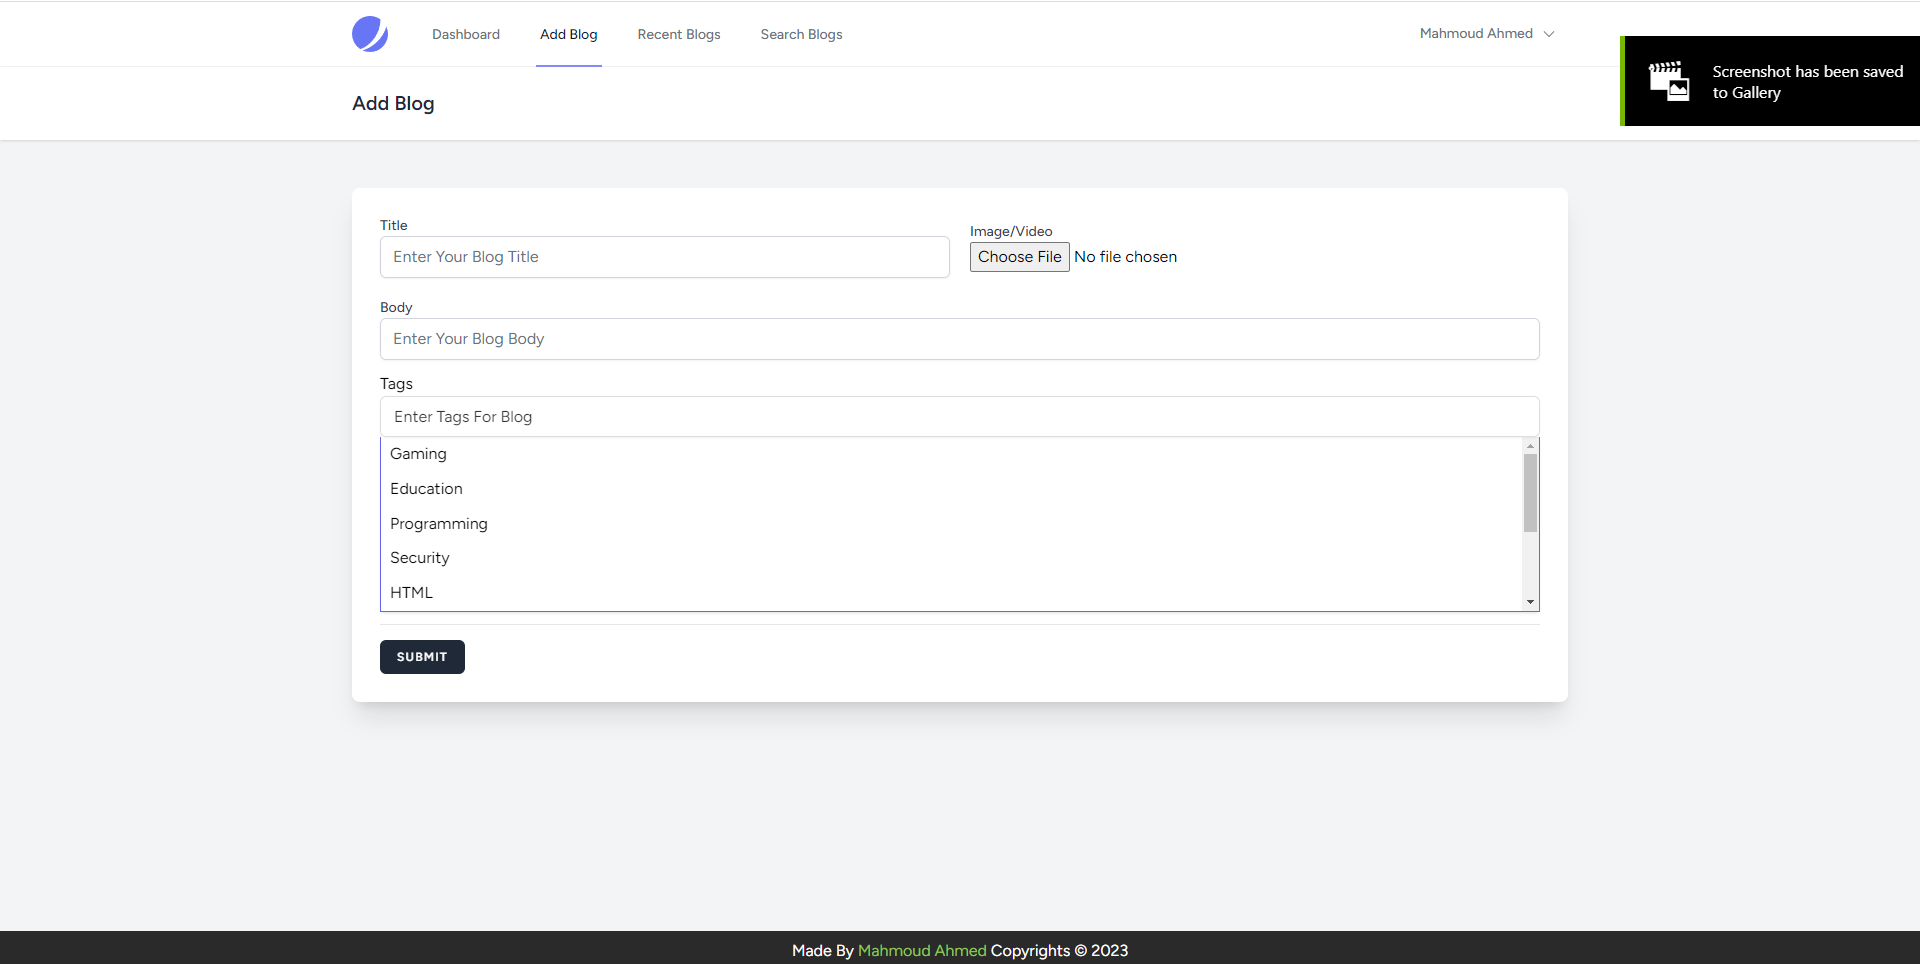 Dashboard
Add Blog
Recent Blogs
Search Blogs
Mahmoud Ahmed
Screenshot has been saved
to Gallery
Add Blog
Title
Enter Your Blog Title
Image/Video
Choose File No file chosen
Body
Enter Your Blog Body
Tags
Enter Tags For Blog
Gaming
Education
Programming
Security
HTML
SUBMIT
Made By Mahmoud Ahmed Copyrights © 2023